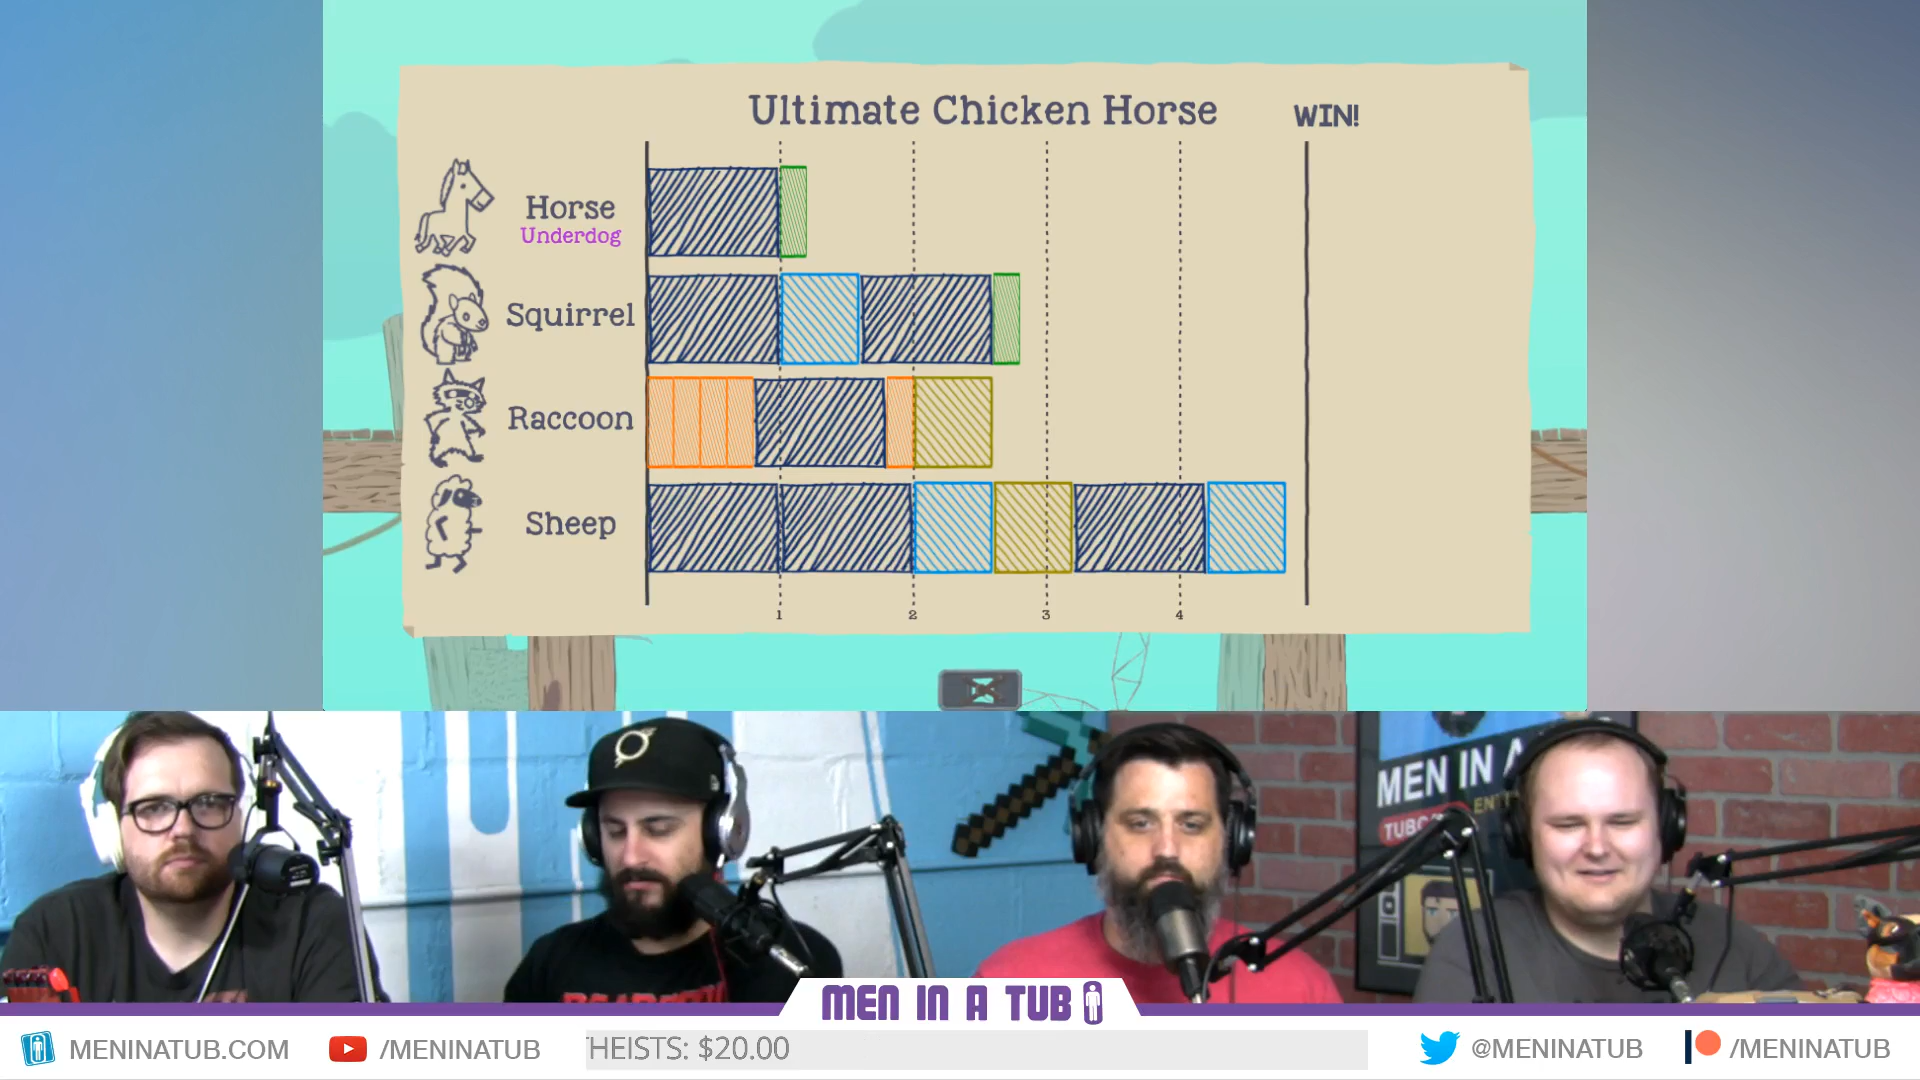 Ultimate Chicken Horse
WIN!
Horse
Underdog
Squirrel
Raccoon
Sheep
1 2 3 4
MEN IN A
MEN IN A TUB
MENINATUB.COM
/MENINATUB
THEISTS: $20.00
@MENINATUB
/MENINATUB